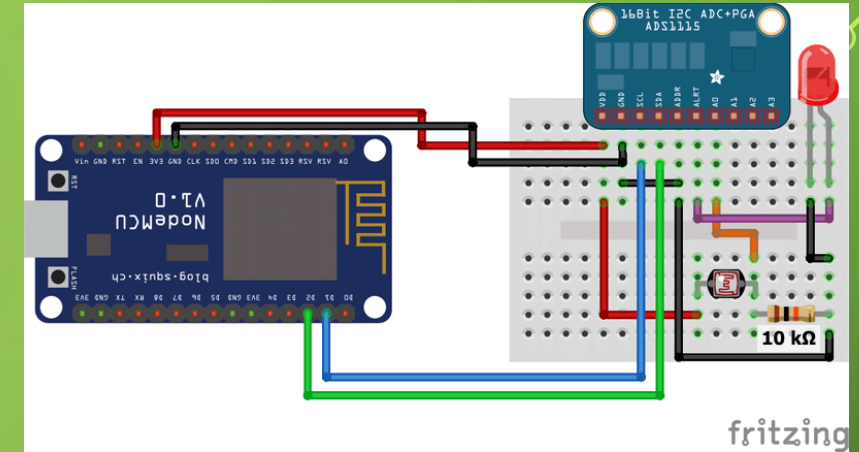 16Bit I2C ADC+PGA
ADS1115
VDD GND SCL SDA ADDR ALRT A0 A1 A2 A3
Vin GND RST EN 3V3 GND CLK SD0 CMD SD1 SD2 SD3 RSV RSV A0
RST
NodeMCU
V1.0
FLASH
blog.squix.ch
3V3 GND TX RX D8 D7 D6 D5 GND 3V3 D4 D3 D2 D1 D0
10 kΩ
fritzing